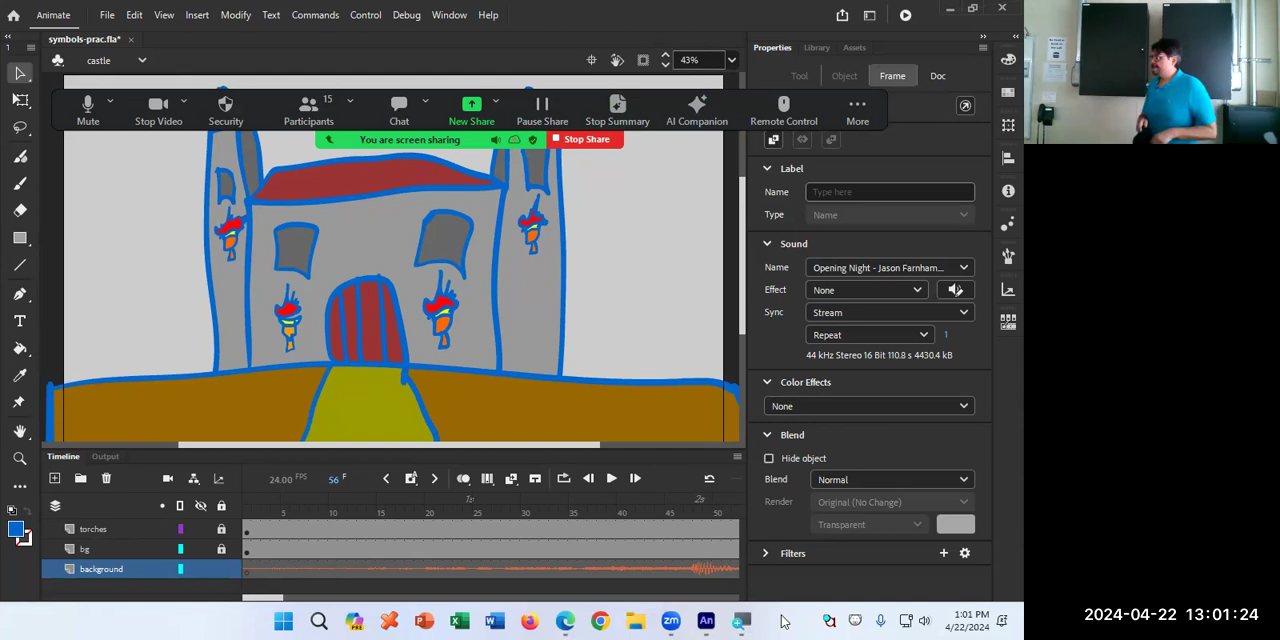 Animate File Edit View Insert Modify Text Commands Control Debug Window Help
symbols-prac.fla*
castle 43%
15
Mute Stop Video Security Participants Chat New Share Pause Share Stop Summary AI Companion Remote Control More
You are screen sharing Stop Share
Properties Library Assets
Tool Object Frame Doc
Label
Name Type here
Type Name
Sound
Name Opening Night - Jason Farnham...
Effect None
Sync Stream
Repeat 1
44 kHz Stereo 16 Bit 110.8 s 4430.4 kB
Color Effects
None
Blend
Hide object
Blend Normal
Render Original (No Change)
Transparent
Filters
Timeline Output
24.00 FPS 56 F
1s 2s
5 10 15 20 25 30 35 40 45 50
torches
bg
background
1:01 PM
4/22/2024
2024-04-22 13:01:24